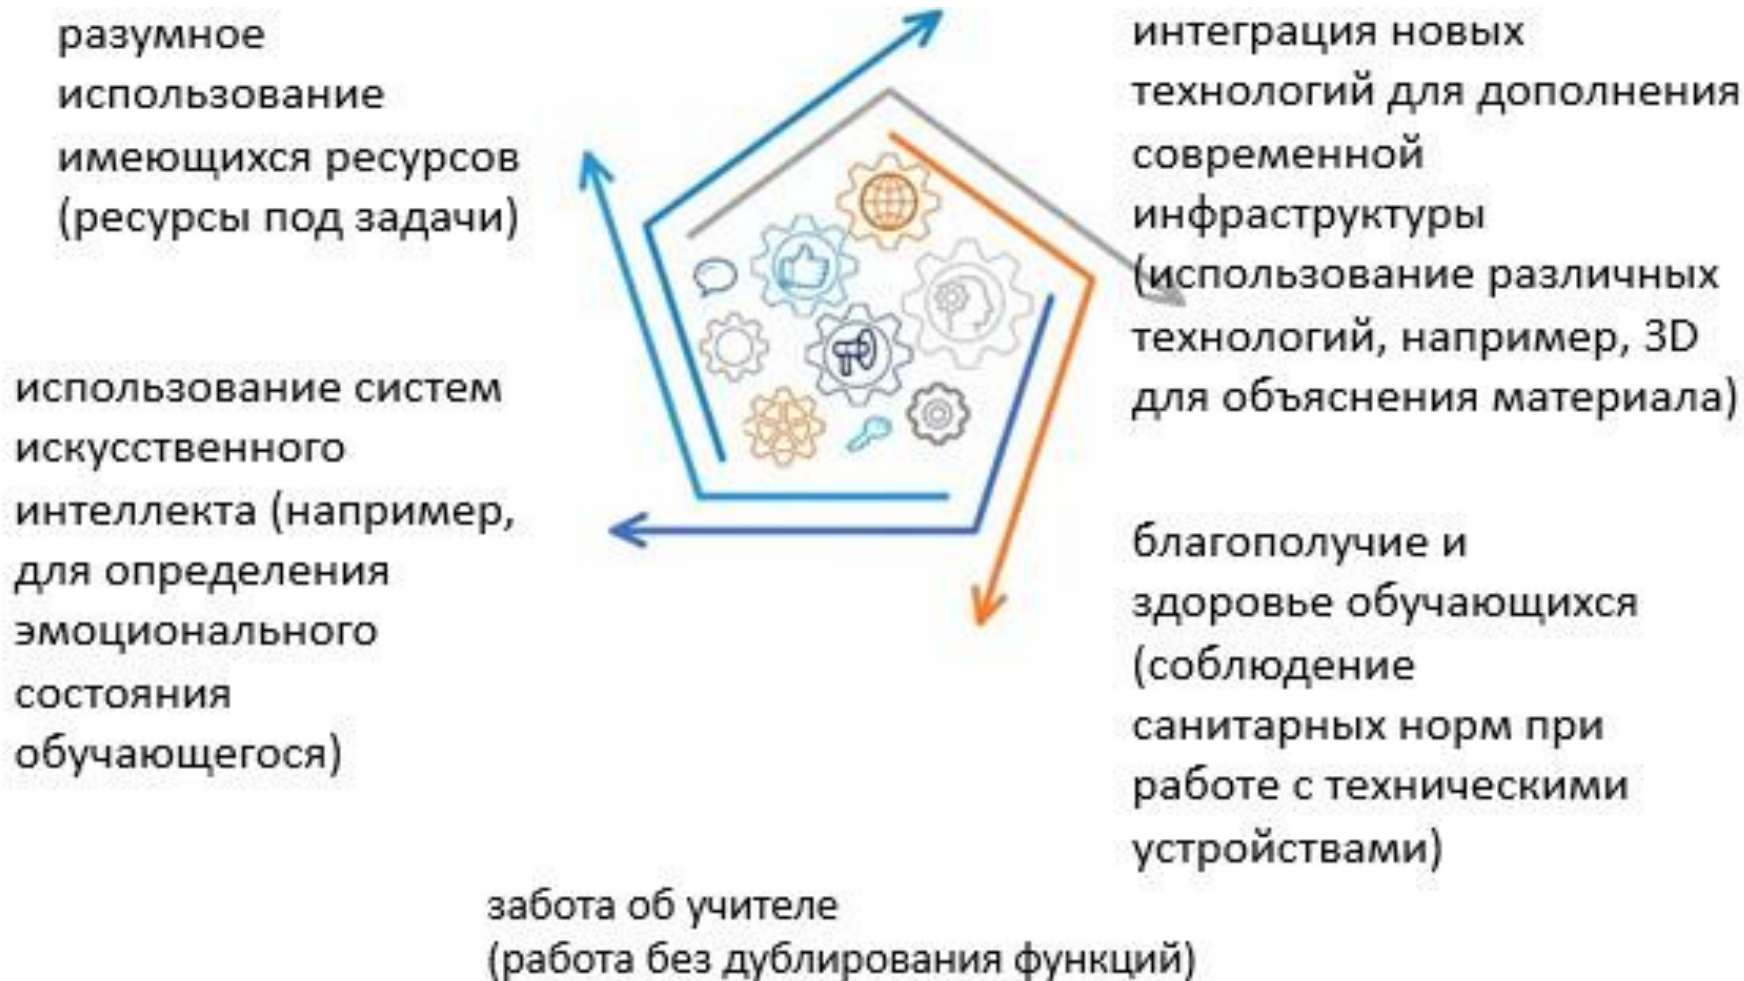 разумное
использование
имеющихся ресурсов
(ресурсы под задачи)
интеграция новых
технологий для дополнения
современной
инфраструктуры
(использование различных
технологий, например, 3D
для объяснения материала)
использование систем
искусственного
интеллекта (например,
для определения
эмоционального
состояния
обучающегося)
благополучие и
здоровье обучающихся
(соблюдение
санитарных норм при
работе с техническими
устройствами)
забота об учителе
(работа без дублирования функций)